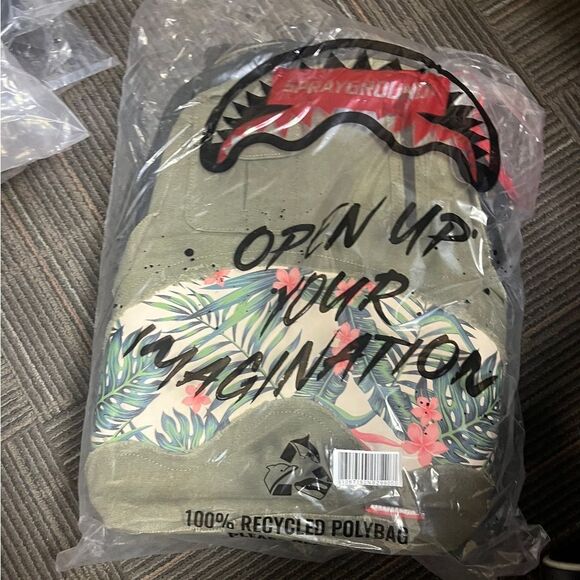 SPRAYGROUND
OPEN UP
YOUR
IMAGINATION
100% RECYCLED POLYBAG